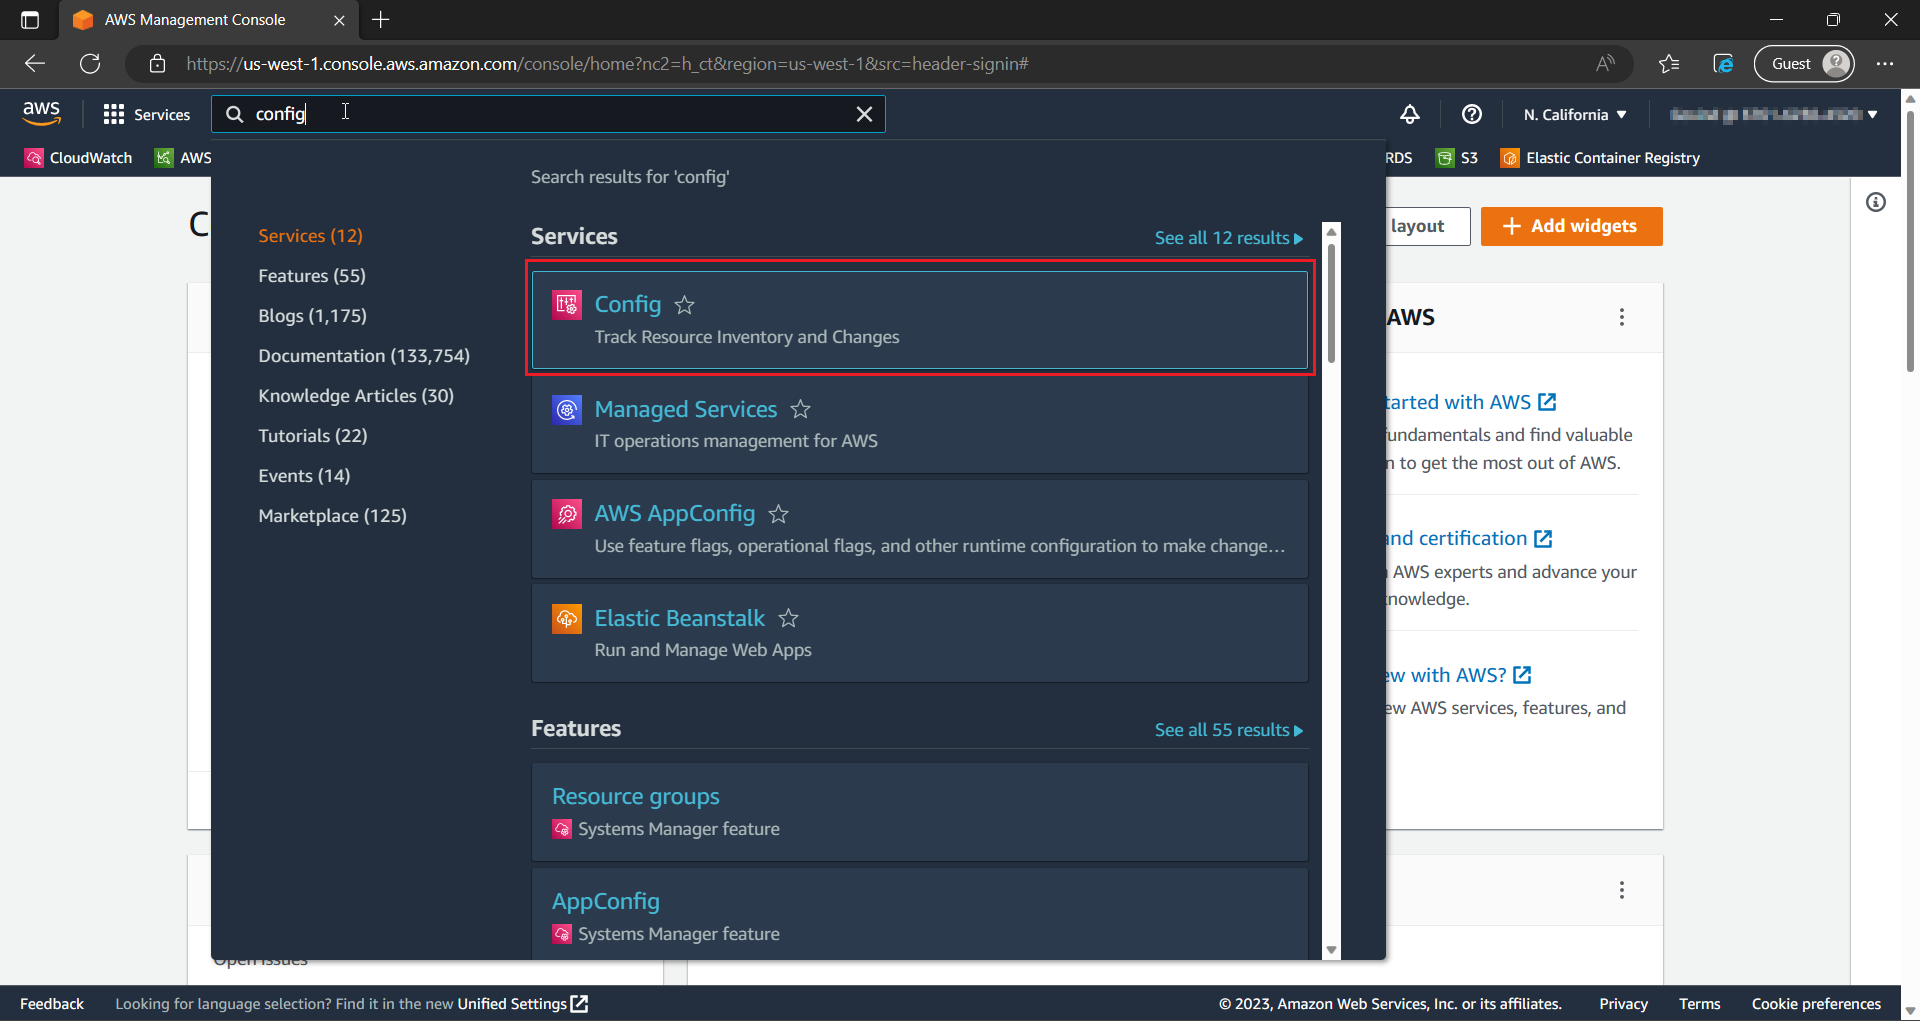 AWS Management Console
https://us-west-1.console.aws.amazon.com/console/home?nc2=h_ct&region=us-west-1&src=header-signin#
Guest
aws
Services
config
N. California
CloudWatch
AWS
RDS
S3
Elastic Container Registry
Search results for 'config'
C
layout
Add widgets
Services (12)
Features (55)
Blogs (1,175)
Documentation (133,754)
Knowledge Articles (30)
Tutorials (22)
Events (14)
Marketplace (125)
Services
See all 12 results
Config
Track Resource Inventory and Changes
Managed Services
IT operations management for AWS
AWS AppConfig
Use feature flags, operational flags, and other runtime configuration to make change...
Elastic Beanstalk
Run and Manage Web Apps
Features
See all 55 results
Resource groups
Systems Manager feature
AppConfig
Systems Manager feature
AWS
tarted with AWS
undamentals and find valuable
n to get the most out of AWS.
and certification
AWS experts and advance your
nowledge.
ew with AWS?
ew AWS services, features, and
Open issues
Feedback
Looking for language selection? Find it in the new Unified Settings
© 2023, Amazon Web Services, Inc. or its affiliates.
Privacy
Terms
Cookie preferences